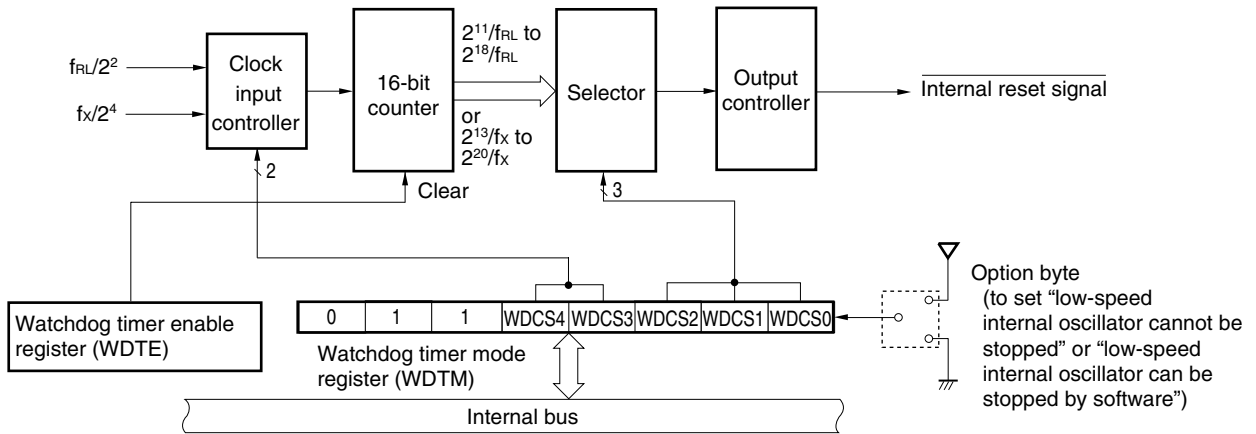 fRL/2²
fX/2⁴
Clock
input
controller
2
16-bit
counter
Clear
2¹¹/fRL to
2¹⁸/fRL
or
2¹³/fX to
2²⁰/fX
Selector
3
Output
controller
Internal reset signal
Watchdog timer enable
register (WDTE)
0 1 1 WDCS4 WDCS3 WDCS2 WDCS1 WDCS0
Watchdog timer mode
register (WDTM)
Internal bus
Option byte
(to set “low-speed
internal oscillator cannot be
stopped” or “low-speed
internal oscillator can be
stopped by software”)